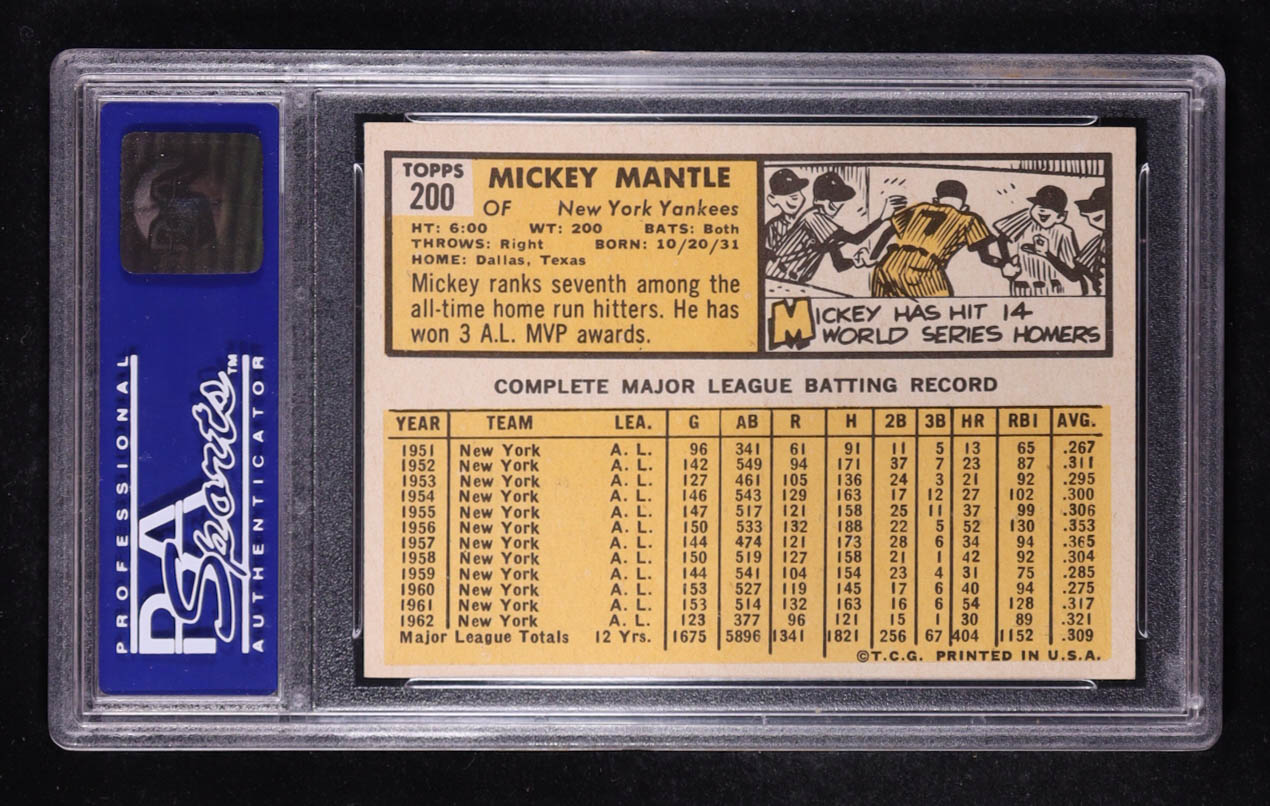 PROFESSIONAL
PSA
Sports™
AUTHENTICATOR
TOPPS
200
MICKEY MANTLE
OF New York Yankees
HT: 6:00 WT: 200 BATS: Both
THROWS: Right BORN: 10/20/31
HOME: Dallas, Texas
Mickey ranks seventh among the
all-time home run hitters. He has
won 3 A.L. MVP awards.
7
MICKEY HAS HIT 14
WORLD SERIES HOMERS
COMPLETE MAJOR LEAGUE BATTING RECORD
YEAR TEAM LEA. G AB R H 2B 3B HR RBI AVG.
1951 New York A. L. 96 341 61 91 11 5 13 65 .267
1952 New York A. L. 142 549 94 171 37 7 23 87 .311
1953 New York A. L. 127 461 105 136 24 3 21 92 .295
1954 New York A. L. 146 543 129 163 17 12 27 102 .300
1955 New York A. L. 147 517 121 158 25 11 37 99 .306
1956 New York A. L. 150 533 132 188 22 5 52 130 .353
1957 New York A. L. 144 474 121 173 28 6 34 94 .365
1958 New York A. L. 150 519 127 158 21 1 42 92 .304
1959 New York A. L. 144 541 104 154 23 4 31 75 .285
1960 New York A. L. 153 527 119 145 17 6 40 94 .275
1961 New York A. L. 153 514 132 163 16 6 54 128 .317
1962 New York A. L. 123 377 96 121 15 1 30 89 .321
Major League Totals 12 Yrs. 1675 5896 1341 1821 256 67 404 1152 .309
©T.C.G. PRINTED IN U.S.A.